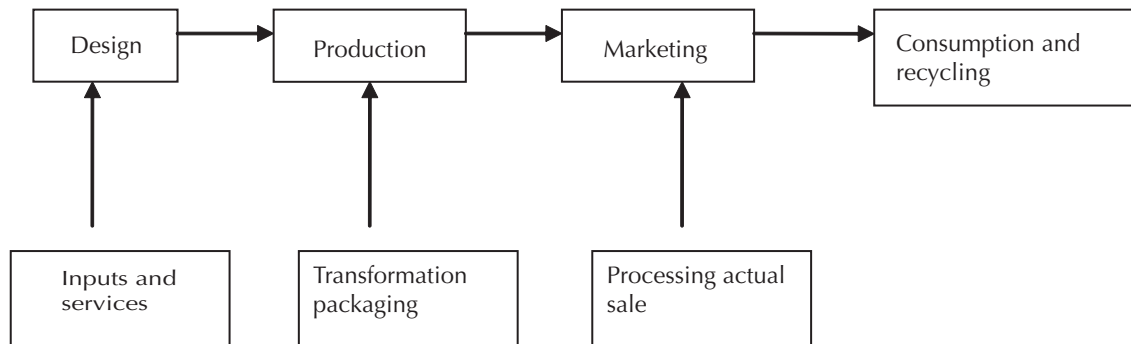 Design
Production
Marketing
Consumption and
recycling
Inputs and
services
Transformation
packaging
Processing actual
sale